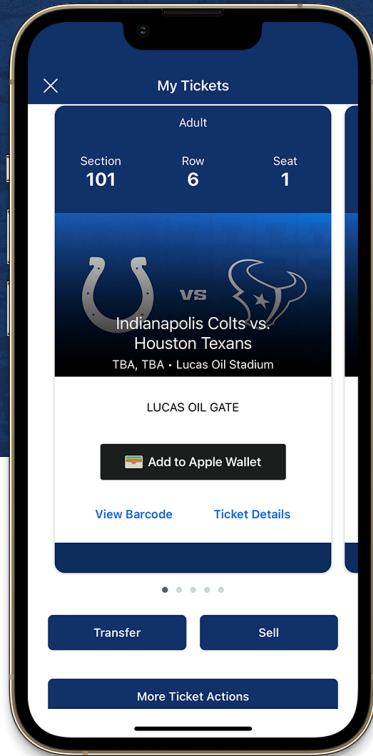 My Tickets
Adult
Section Row Seat
101 6 1
VS
Indianapolis Colts vs.
Houston Texans
TBA, TBA • Lucas Oil Stadium
LUCAS OIL GATE
Add to Apple Wallet
View Barcode Ticket Details
Transfer Sell
More Ticket Actions